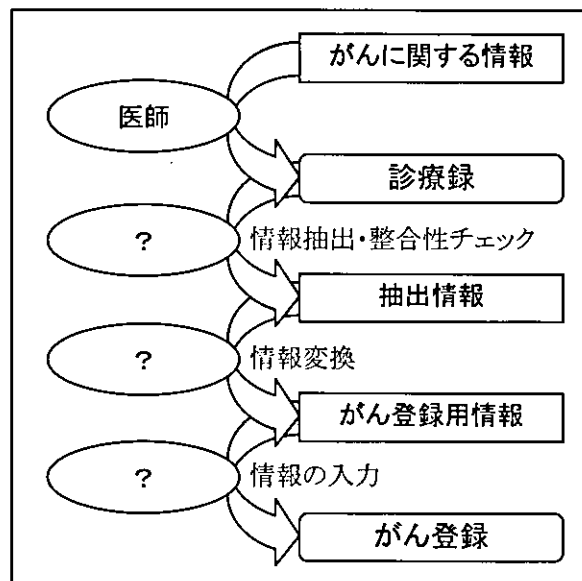 がんに関する情報
医師
診療録
?
情報抽出・整合性チェック
抽出情報
?
情報変換
がん登録用情報
?
情報の入力
がん登録